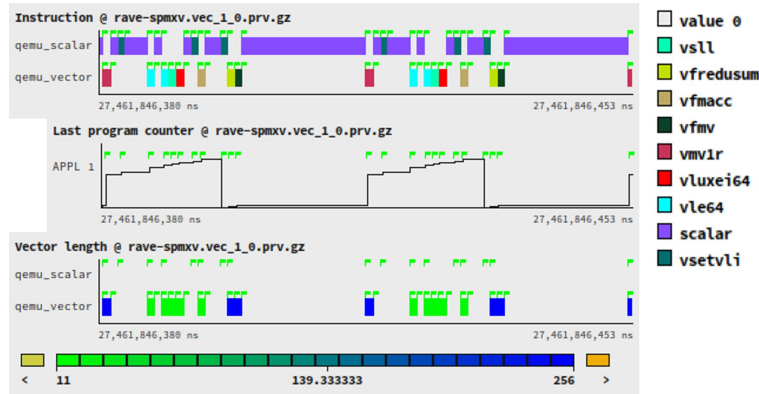 Instruction @ rave-spmxv.vec_1_0.prv.gz
qemu_scalar
qemu_vector
27,461,846,380 ns 27,461,846,453 ns
Last program counter @ rave-spmxv.vec_1_0.prv.gz
APPL 1
27,461,846,380 ns 27,461,846,453 ns
Vector length @ rave-spmxv.vec_1_0.prv.gz
qemu_scalar
qemu_vector
27,461,846,380 ns 27,461,846,453 ns
< 11 139.333333 256 >
value 0
vsll
vfredusum
vfmacc
vfmv
vmv1r
vluxei64
vle64
scalar
vsetvli